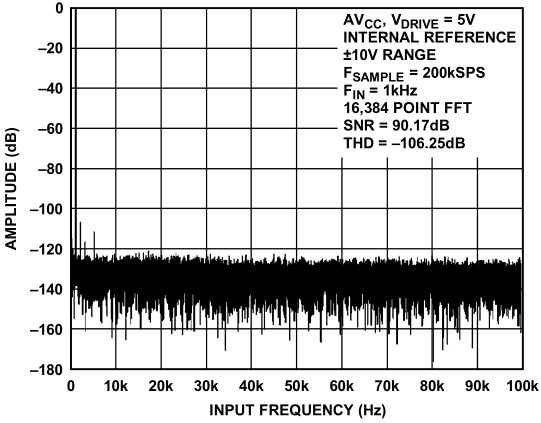 0
–20
–40
–60
–80
–100
–120
–140
–160
–180
AMPLITUDE (dB)
AVCC, VDRIVE = 5V
INTERNAL REFERENCE
±10V RANGE
FSAMPLE = 200kSPS
FIN = 1kHz
16,384 POINT FFT
SNR = 90.17dB
THD = –106.25dB
0 10k 20k 30k 40k 50k 60k 70k 80k 90k 100k
INPUT FREQUENCY (Hz)